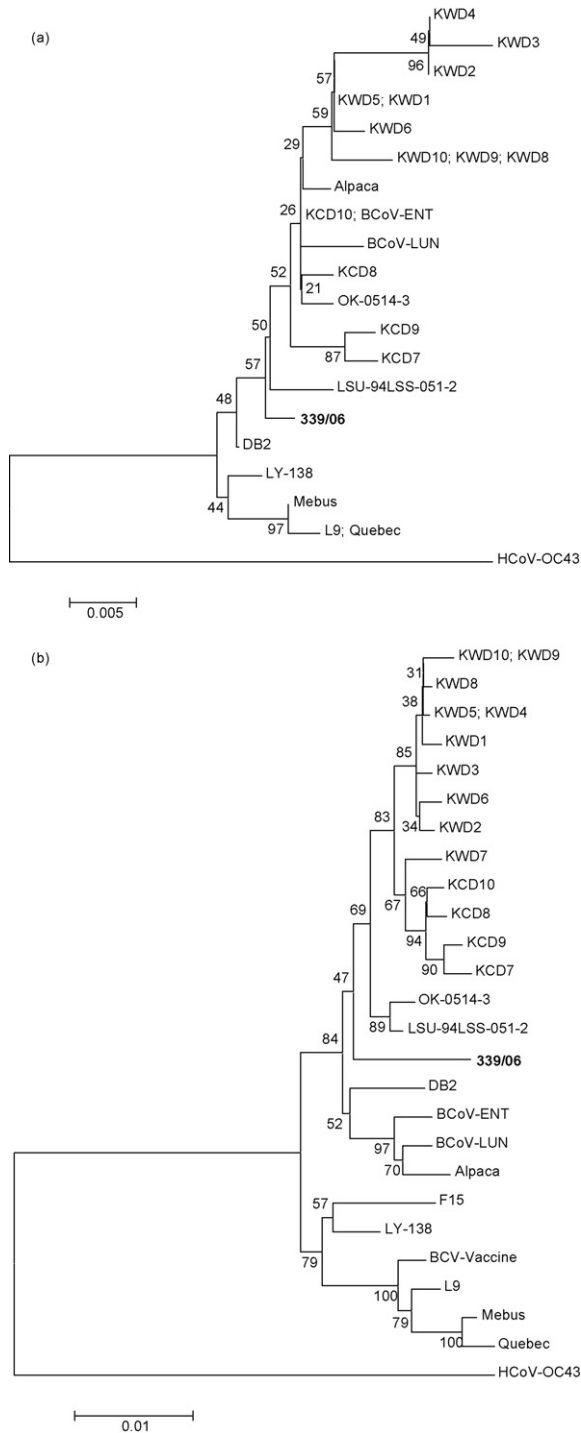 (a)
KWD4
49
KWD3
96
KWD2
57
KWD5; KWD1
59
KWD6
29
KWD10; KWD9; KWD8
Alpaca
26
KCD10; BCoV-ENT
BCoV-LUN
52
KCD8
21
OK-0514-3
50
KCD9
87
KCD7
57
LSU-94LSS-051-2
48
339/06
DB2
LY-138
44
Mebus
97
L9; Quebec
HCoV-OC43
0.005
(b)
KWD10; KWD9
31
KWD8
38
KWD5; KWD4
KWD1
85
KWD3
KWD6
34
KWD2
83
KWD7
66
KCD10
67
KCD8
69
94
KCD9
90
KCD7
47
OK-0514-3
89
LSU-94LSS-051-2
84
339/06
DB2
52
BCoV-ENT
97
BCoV-LUN
70
Alpaca
57
F15
LY-138
79
BCV-Vaccine
100
L9
79
Mebus
100
Quebec
HCoV-OC43
0.01